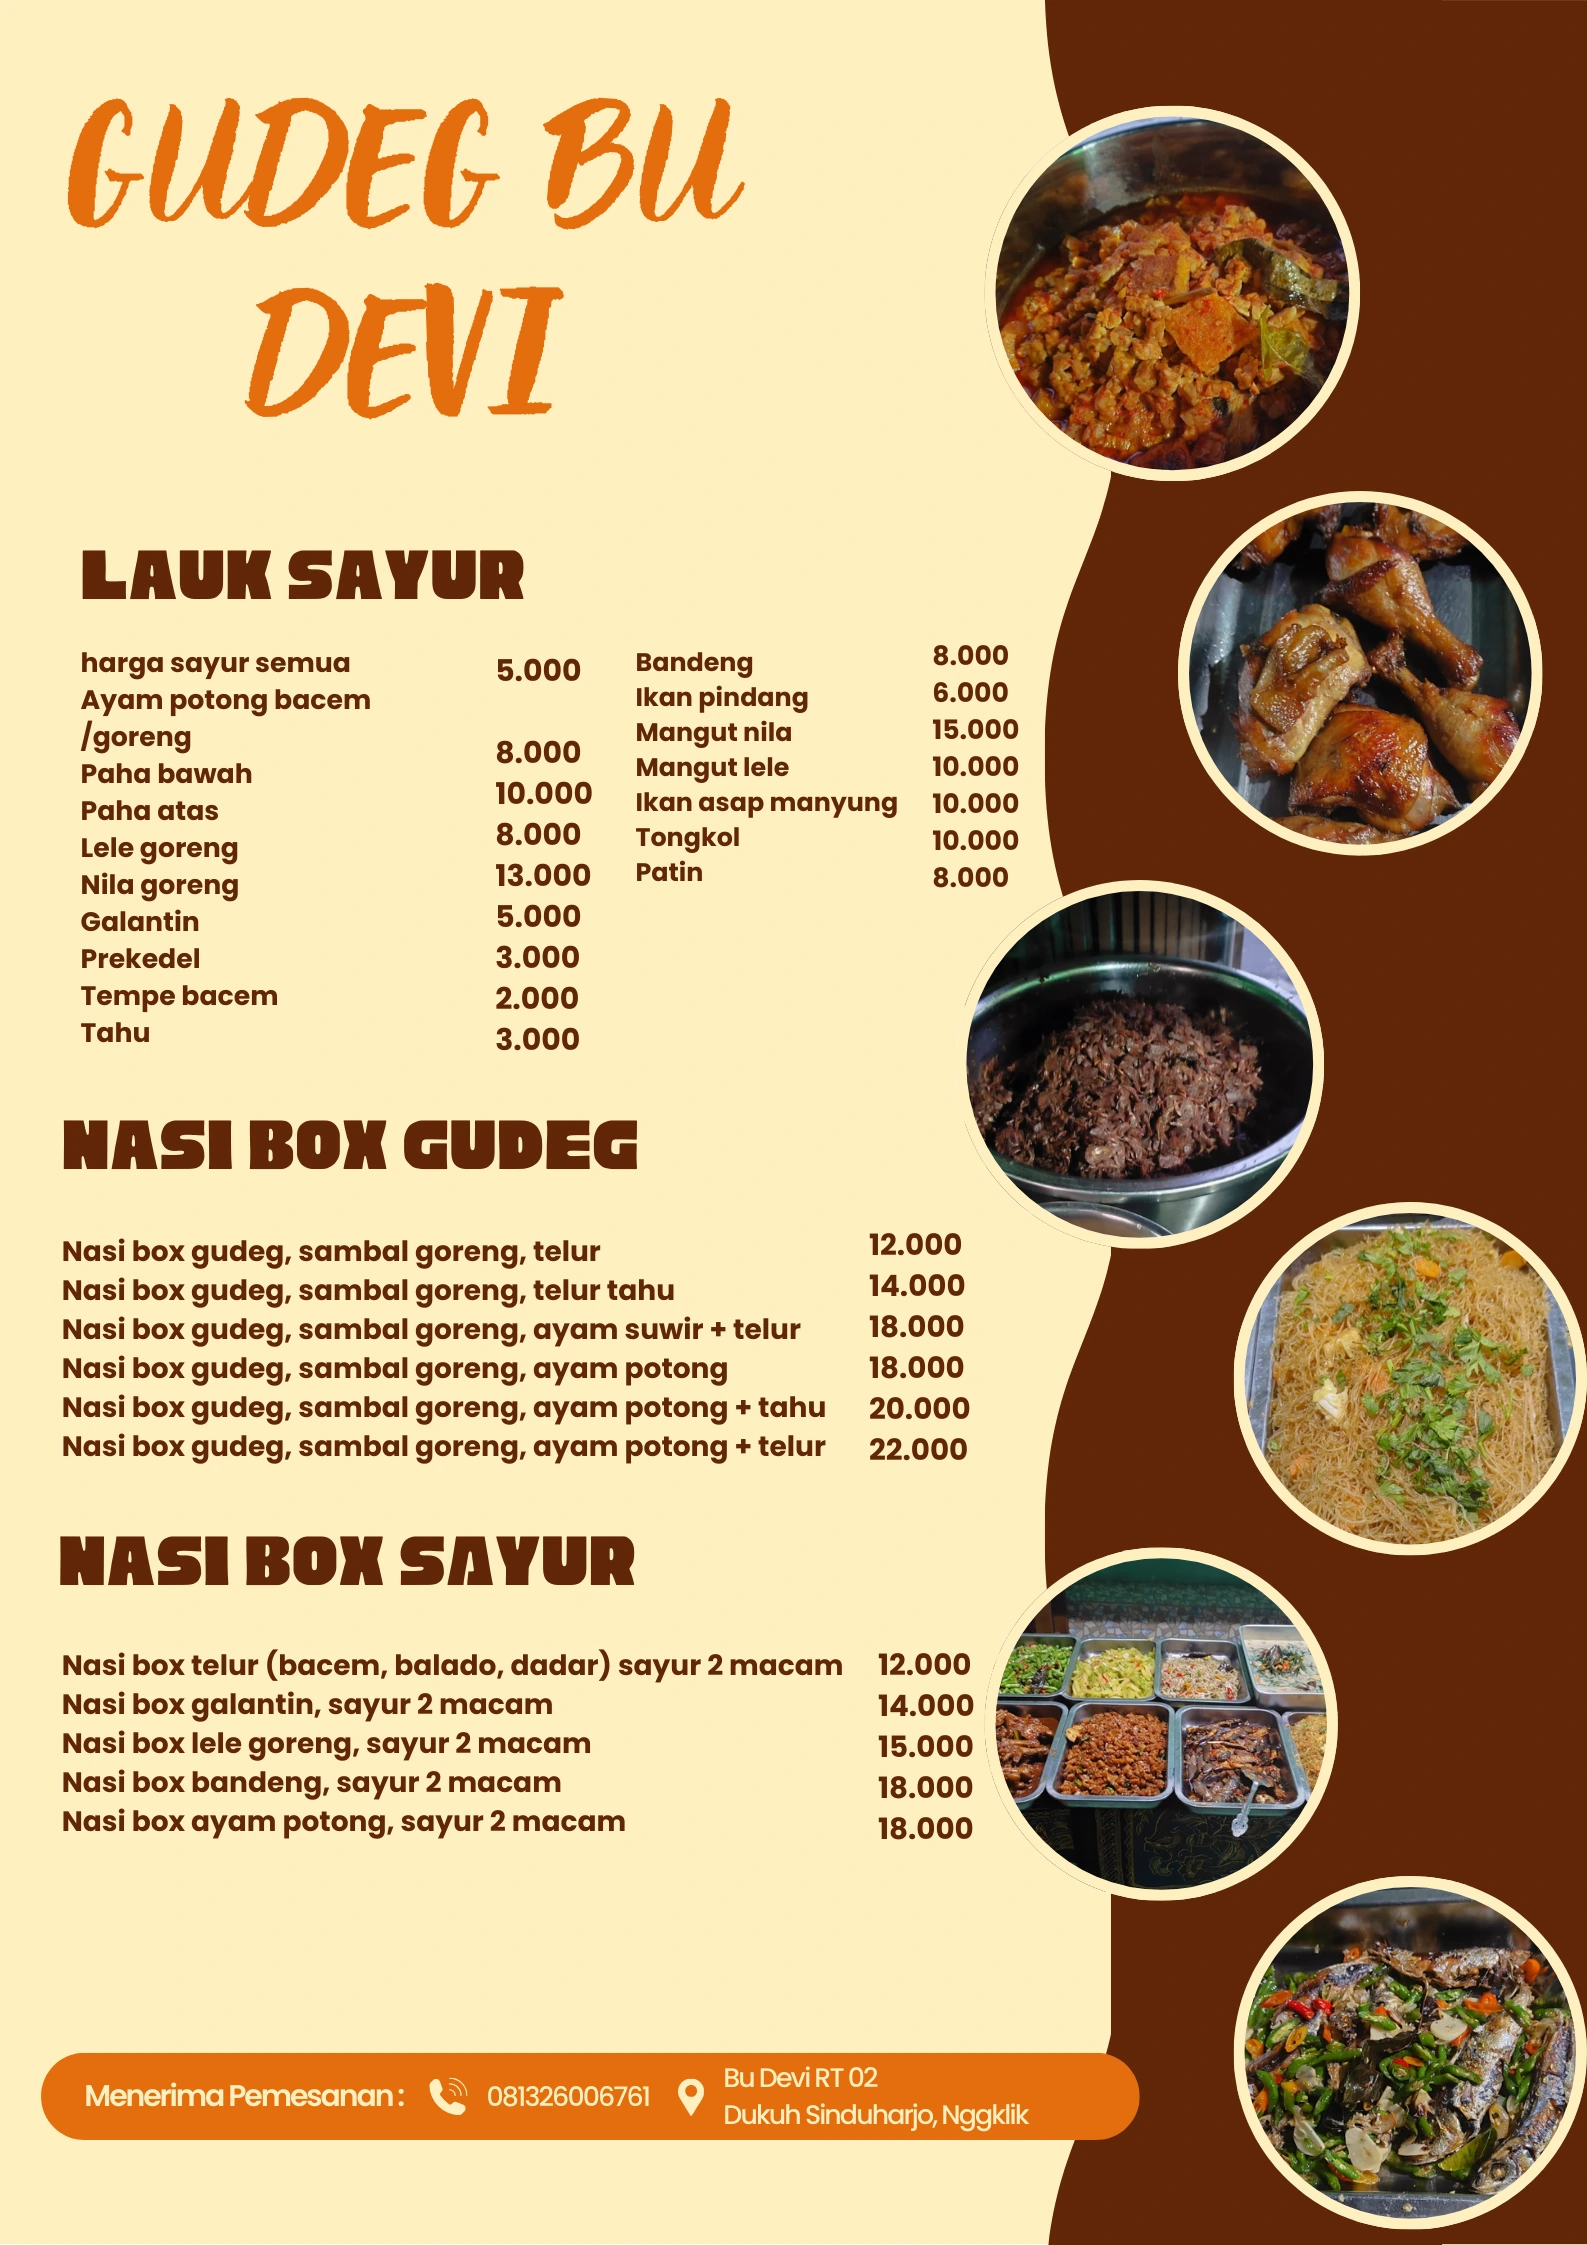 GUDEG BU
DEVI
LAUK SAYUR
harga sayur semua 5.000
Ayam potong bacem
/goreng
Paha bawah 8.000
Paha atas 10.000
Lele goreng 8.000
Nila goreng 13.000
Galantin 5.000
Prekedel 3.000
Tempe bacem 2.000
Tahu 3.000
Bandeng 8.000
Ikan pindang 6.000
Mangut nila 15.000
Mangut lele 10.000
Ikan asap manyung 10.000
Tongkol 10.000
Patin 8.000
NASI BOX GUDEG
Nasi box gudeg, sambal goreng, telur 12.000
Nasi box gudeg, sambal goreng, telur tahu 14.000
Nasi box gudeg, sambal goreng, ayam suwir + telur 18.000
Nasi box gudeg, sambal goreng, ayam potong 18.000
Nasi box gudeg, sambal goreng, ayam potong + tahu 20.000
Nasi box gudeg, sambal goreng, ayam potong + telur 22.000
NASI BOX SAYUR
Nasi box telur (bacem, balado, dadar) sayur 2 macam 12.000
Nasi box galantin, sayur 2 macam 14.000
Nasi box lele goreng, sayur 2 macam 15.000
Nasi box bandeng, sayur 2 macam 18.000
Nasi box ayam potong, sayur 2 macam 18.000
Menerima Pemesanan : 081326006761
Bu Devi RT 02
Dukuh Sinduharjo, Nggklik